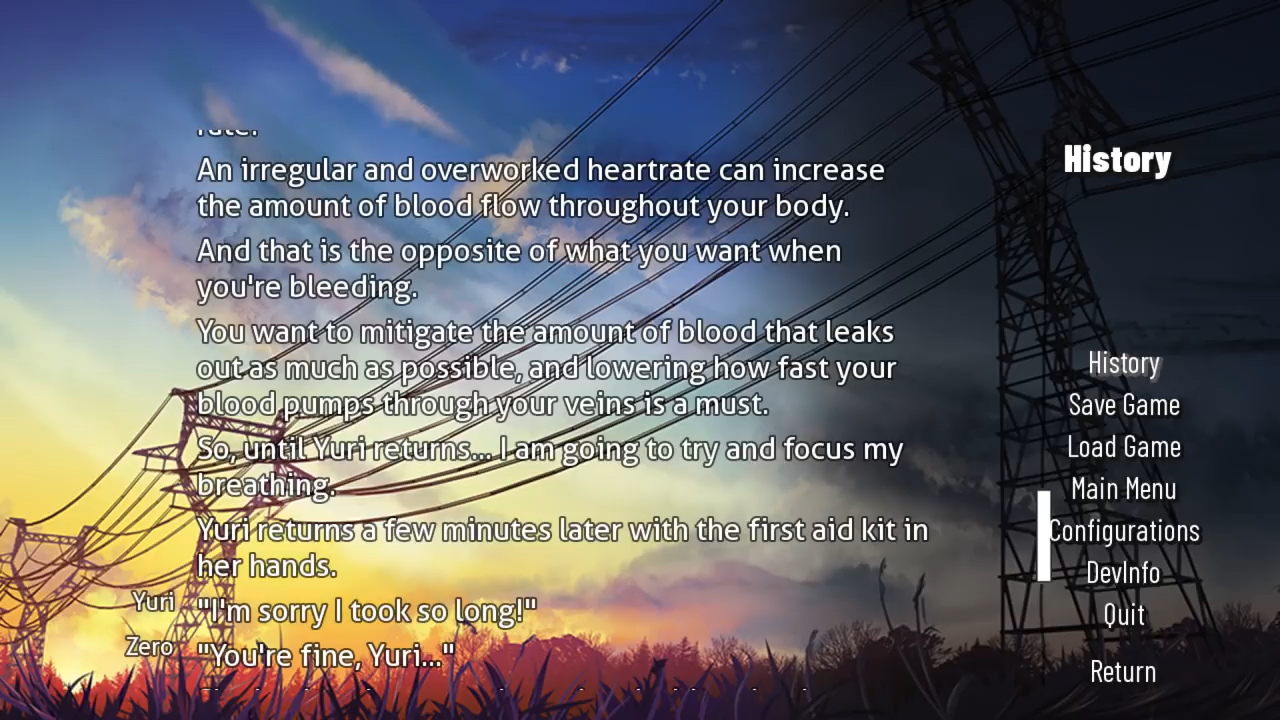 An irregular and overworked heartrate can increase
the amount of blood flow throughout your body.
And that is the opposite of what you want when
you're bleeding.
You want to mitigate the amount of blood that leaks
out as much as possible, and lowering how fast your
blood pumps through your veins is a must.
So, until Yuri returns... I am going to try and focus my
breathing.
Yuri returns a few minutes later with the first aid kit in
her hands.
Yuri "I'm sorry I took so long!"
Zero "You're fine, Yuri..."
History
History
Save Game
Load Game
Main Menu
Configurations
DevInfo
Quit
Return